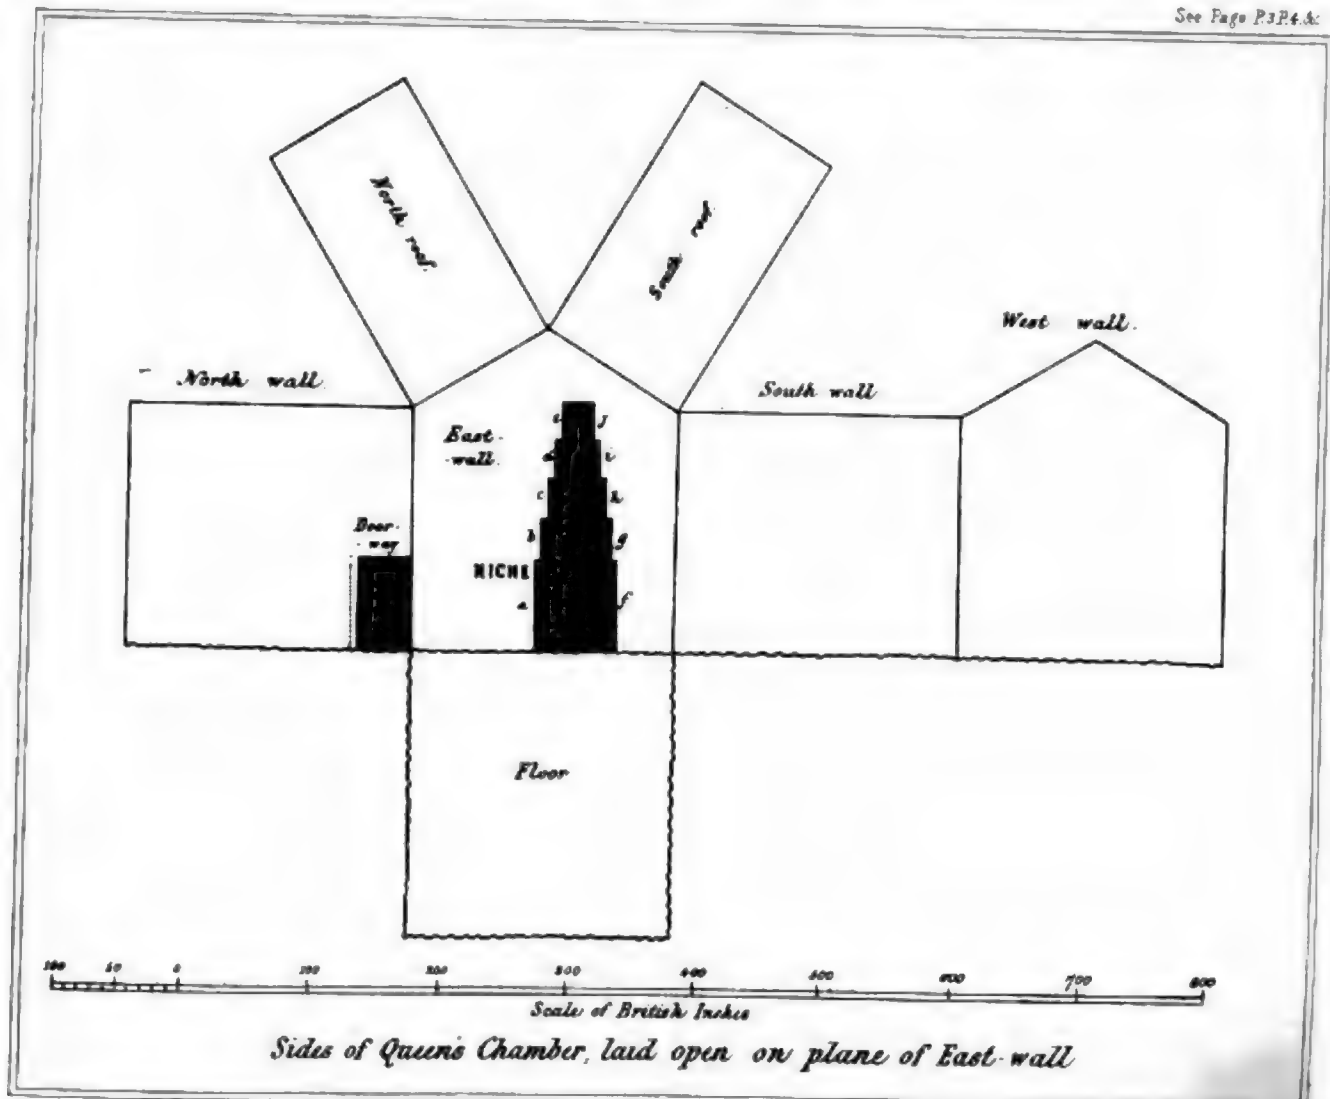 See Page P.3 P.4. &c
North roof.
South roof.
West wall.
North wall.
South wall
East-
-wall.
e j
d i
c h
b g
Door-
-way
NICHE
a f
Floor
100 50 0 100 200 300 400 500 600 700 800
Scale of British Inches
Sides of Queen's Chamber, laid open on plane of East-wall